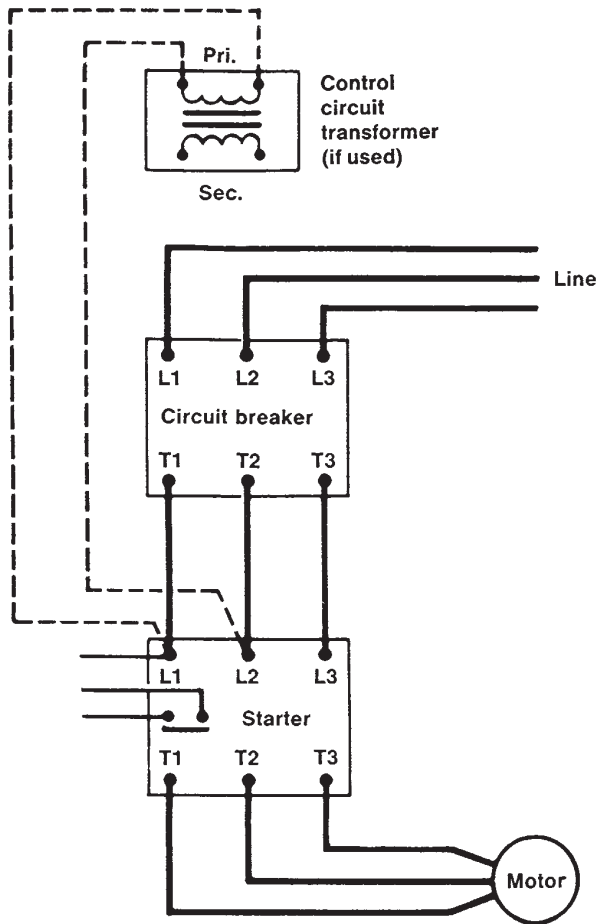 Pri.
Control
circuit
transformer
(if used)
Sec.
Line
L1 L2 L3
Circuit breaker
T1 T2 T3
L1 L2 L3
Starter
T1 T2 T3
Motor